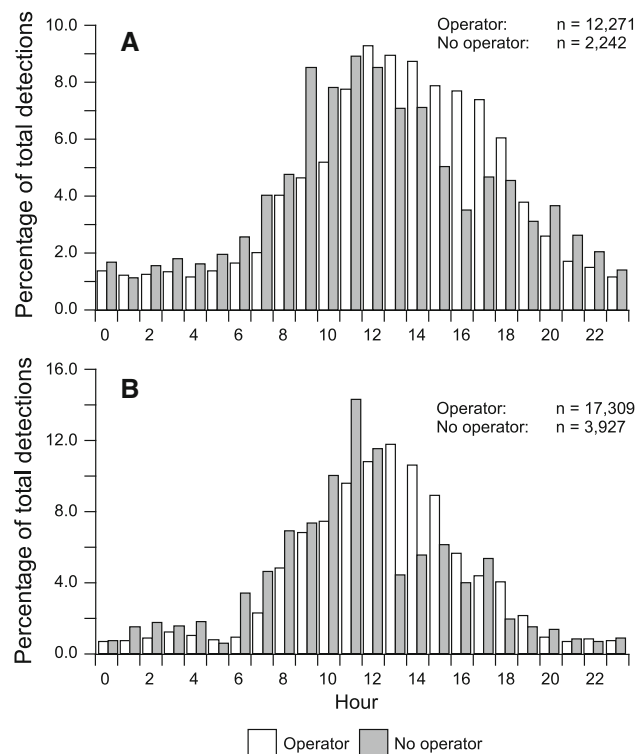 A
Operator: n = 12,271
No operator: n = 2,242
Percentage of total detections
10.0
8.0
6.0
4.0
2.0
0.0
0 2 4 6 8 10 12 14 16 18 20 22
B
Operator: n = 17,309
No operator: n = 3,927
Percentage of total detections
16.0
12.0
8.0
4.0
0.0
0 2 4 6 8 10 12 14 16 18 20 22
Hour
Operator No operator